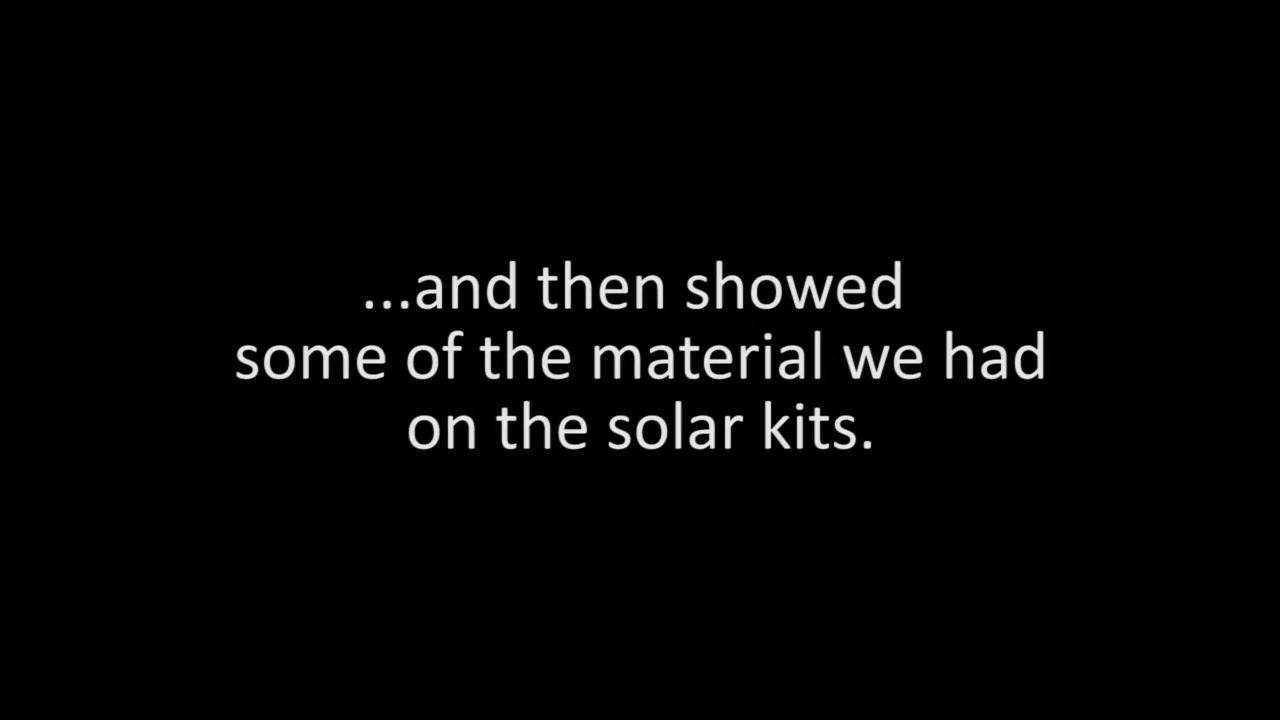 ...and then showed
some of the material we had
on the solar kits.